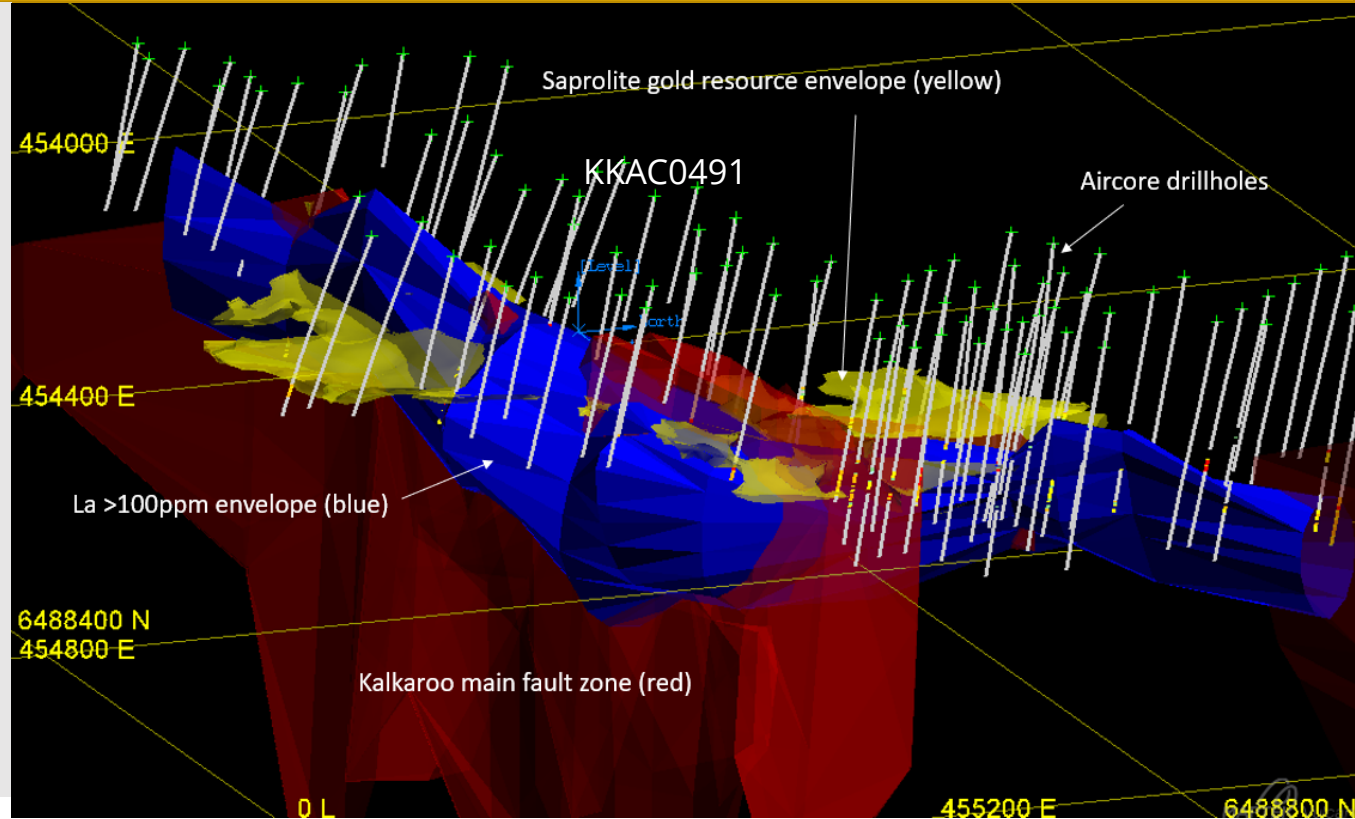 Saprolite gold resource envelope (yellow)
454000 E
KKAC0491
Aircore drillholes
[Level]
454400 E
La >100ppm envelope (blue)
6488400 N
454800 E
Kalkaroo main fault zone (red)
0 L
455200 E
6488800 N